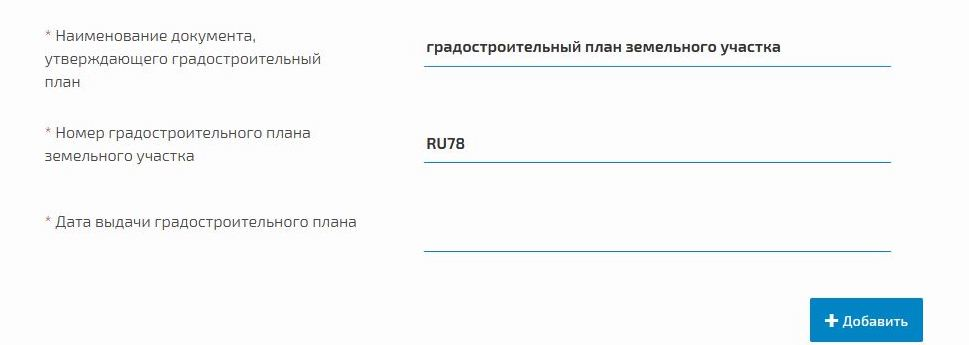 * Наименование документа,
утверждающего градостроительный
план
градостроительный план земельного участка
* Номер градостроительного плана
земельного участка
RU78
* Дата выдачи градостроительного плана
+ Добавить